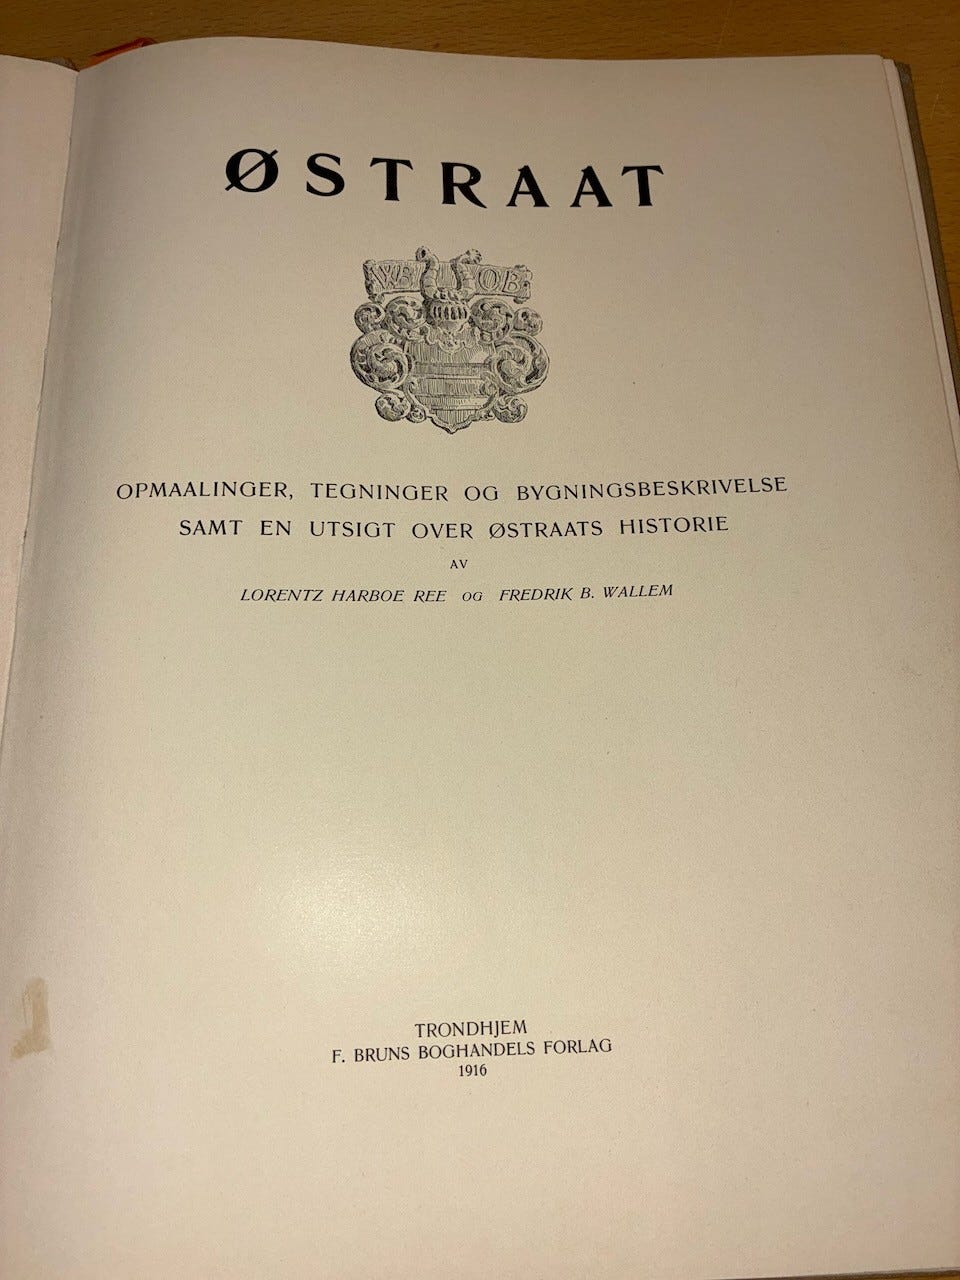 ØSTRAAT
WB OB
OPMAALINGER, TEGNINGER OG BYGNINGSBESKRIVELSE
SAMT EN UTSIGT OVER ØSTRAATS HISTORIE
AV
LORENTZ HARBOE REE OG FREDRIK B. WALLEM
TRONDHJEM
F. BRUNS BOGHANDELS FORLAG
1916